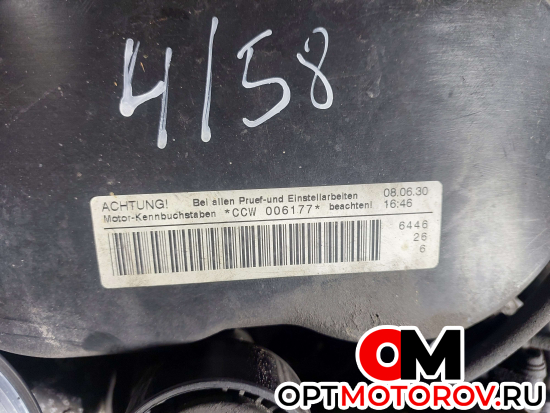 4/58
ACHTUNG! Bei allen Pruef-und Einstellarbeiten 08.06.30
Motor-Kennbuchstaben *CCW 006177* beachten! 16:46
6446
26
6
OM
OPTMOTOROV.RU